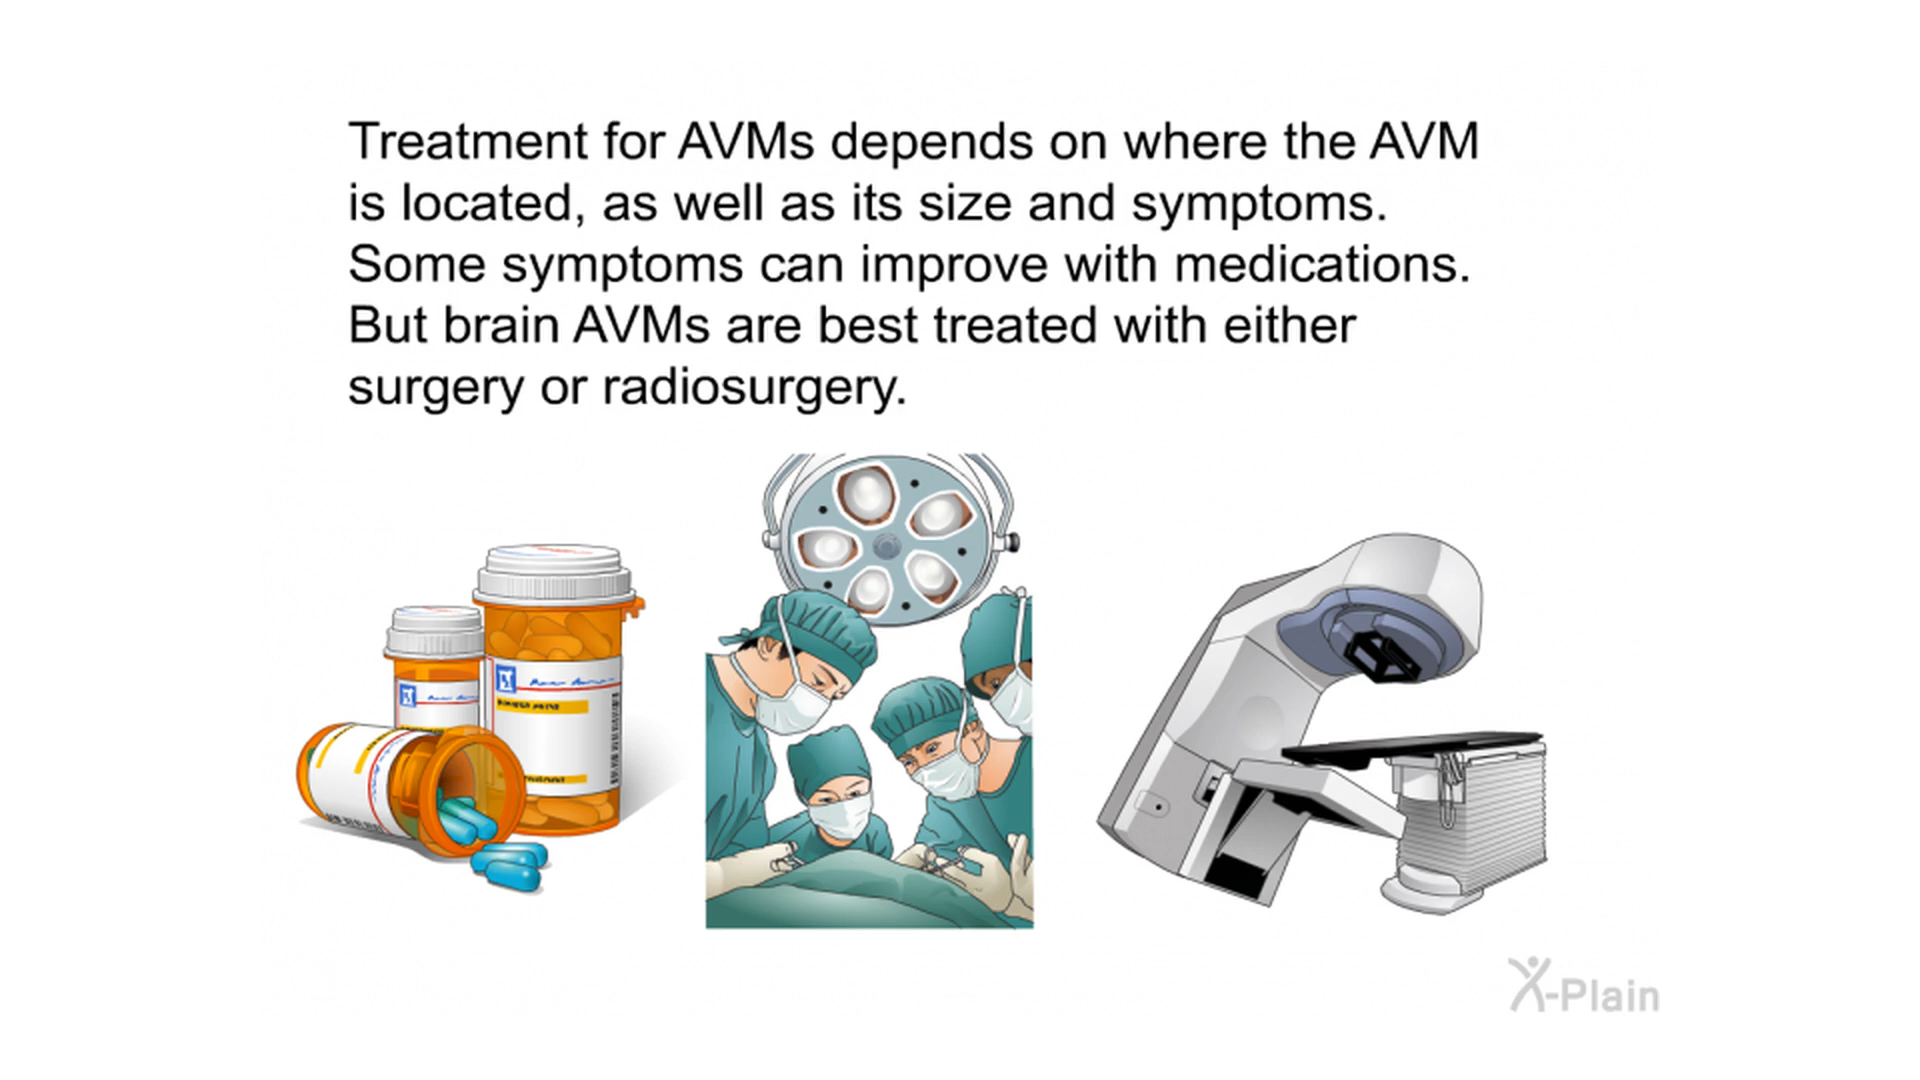 Treatment for AVMs depends on where the AVM
is located, as well as its size and symptoms.
Some symptoms can improve with medications.
But brain AVMs are best treated with either
surgery or radiosurgery.
X-Plain